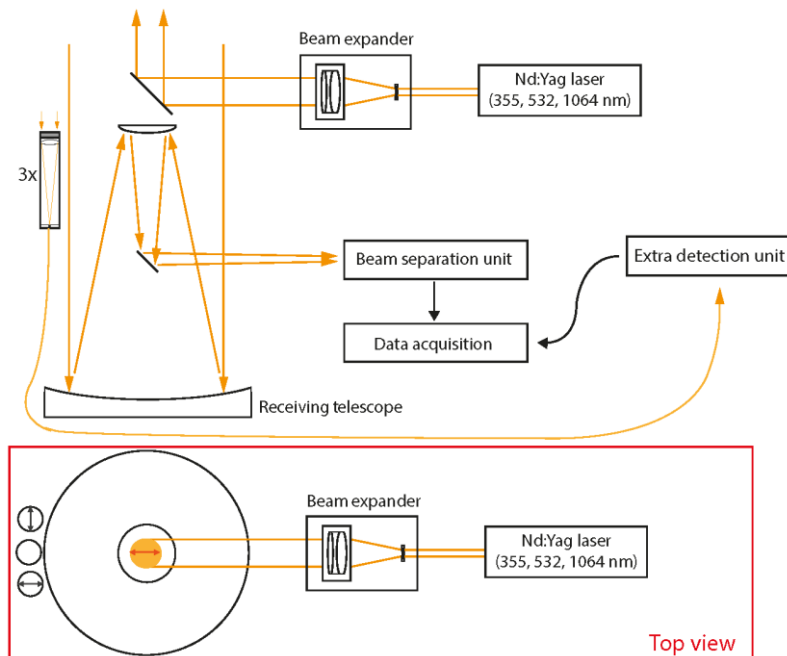 Beam expander
Nd:Yag laser
(355, 532, 1064 nm)
3x
Beam separation unit
Extra detection unit
Data acquisition
Receiving telescope
Beam expander
Nd:Yag laser
(355, 532, 1064 nm)
Top view